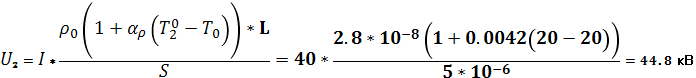 U₂ = I * ρ₀(1 + αρ(T₂⁰ − T₀)) * L / S = 40 * 2.8 * 10⁻⁸(1 + 0.0042(20 − 20)) / 5 * 10⁻⁶ = 44.8 кВ